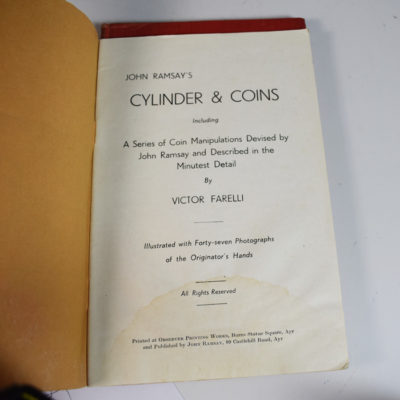 JOHN RAMSAY'S
CYLINDER & COINS
Including
A Series of Coin Manipulations Devised by
John Ramsay and Described in the
Minutest Detail
By
VICTOR FARELLI
Illustrated with Forty-seven Photographs
of the Originator's Hands
All Rights Reserved
Printed at OBSERVER PRINTING WORKS, Burns Statue Square, Ayr
and Published by JOHN RAMSAY, 40 Castlehill Road, Ayr